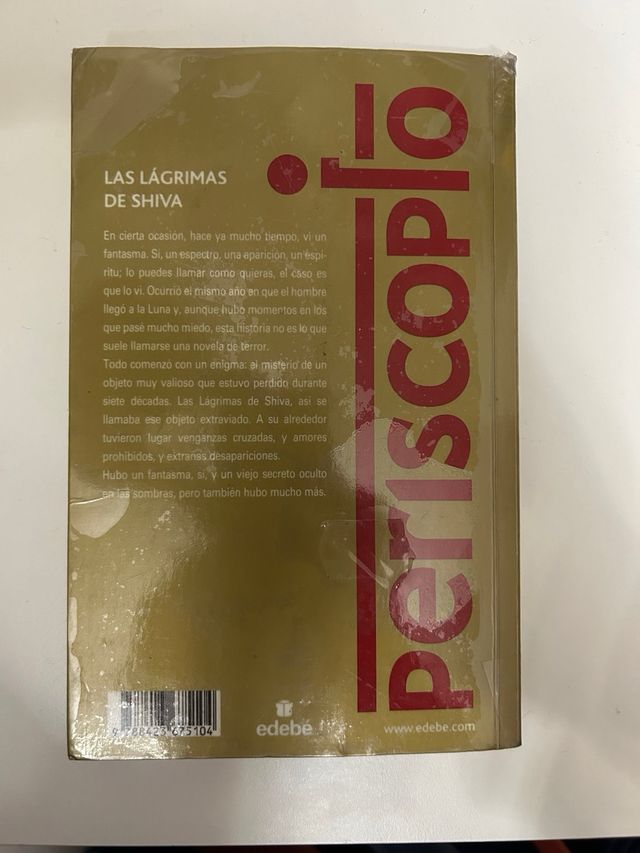 LAS LÁGRIMAS
DE SHIVA
En cierta ocasión, hace ya mucho tiempo, vi un
fantasma. Sí, un espectro, una aparición, un espí-
ritu; lo puedes llamar como quieras, el caso es
que lo vi. Ocurrió el mismo año en que el hombre
llegó a la Luna y, aunque hubo momentos en los
que pasé mucho miedo, esta historia no es lo que
suele llamarse una novela de terror.
Todo comenzó con un enigma: el misterio de un
objeto muy valioso que estuvo perdido durante
siete décadas. Las Lágrimas de Shiva, así se
llamaba ese objeto extraviado. A su alrededor
tuvieron lugar venganzas cruzadas, y amores
prohibidos, y extrañas desapariciones.
Hubo un fantasma, sí, y un viejo secreto oculto
en las sombras, pero también hubo mucho más.
periscopio
9 788423 675104
edebé
www.edebe.com